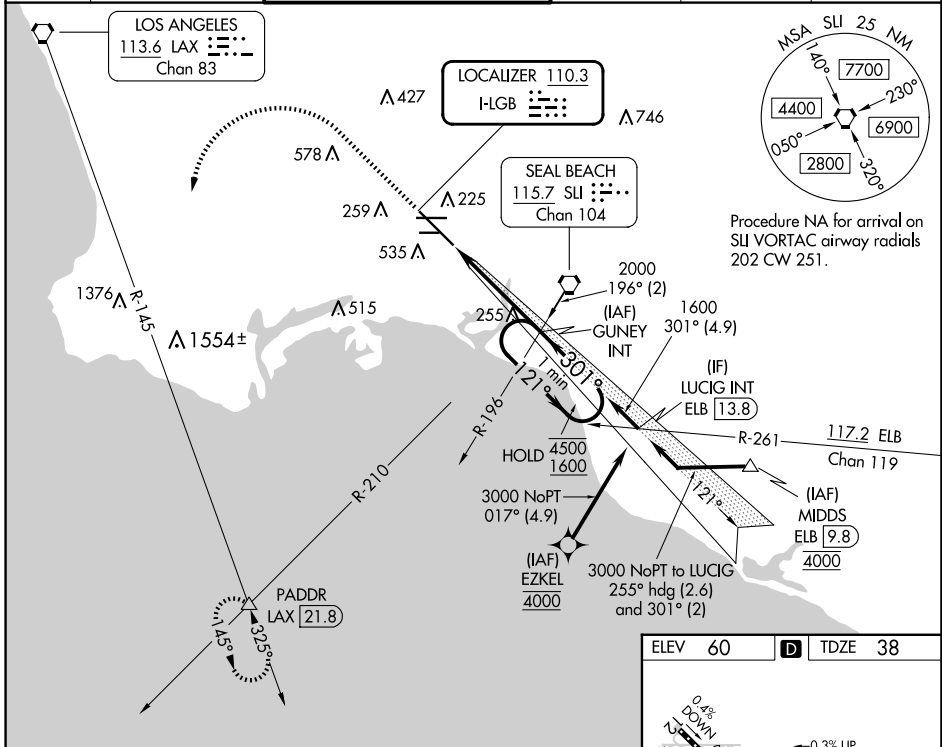 LOS ANGELES
113.6 LAX
Chan 83
LOCALIZER 110.3
I-LGB
SEAL BEACH
115.7 SLI
Chan 104
MSA SLI 25 NM
140°
7700
230°
4400
6900
050°
2800
320°
Procedure NA for arrival on
SLI VORTAC airway radials
202 CW 251.
427
746
578
259
225
535
1376
1554±
515
255
R-145
2000
196° (2)
(IAF)
GUNEY
INT
1600
301° (4.9)
(IF)
LUCIG INT
ELB 13.8
301°
1 min
121°
R-196
HOLD 4500
1600
R-261
117.2 ELB
Chan 119
R-210
3000 NoPT
017° (4.9)
121°
(IAF)
MIDDS
ELB 9.8
4000
(IAF)
EZKEL
4000
3000 NoPT to LUCIG
255° hdg (2.6)
and 301° (2)
PADDR
LAX 21.8
145°
325°
ELEV 60 D TDZE 38
0.4%
DOWN
12
0.3% UP